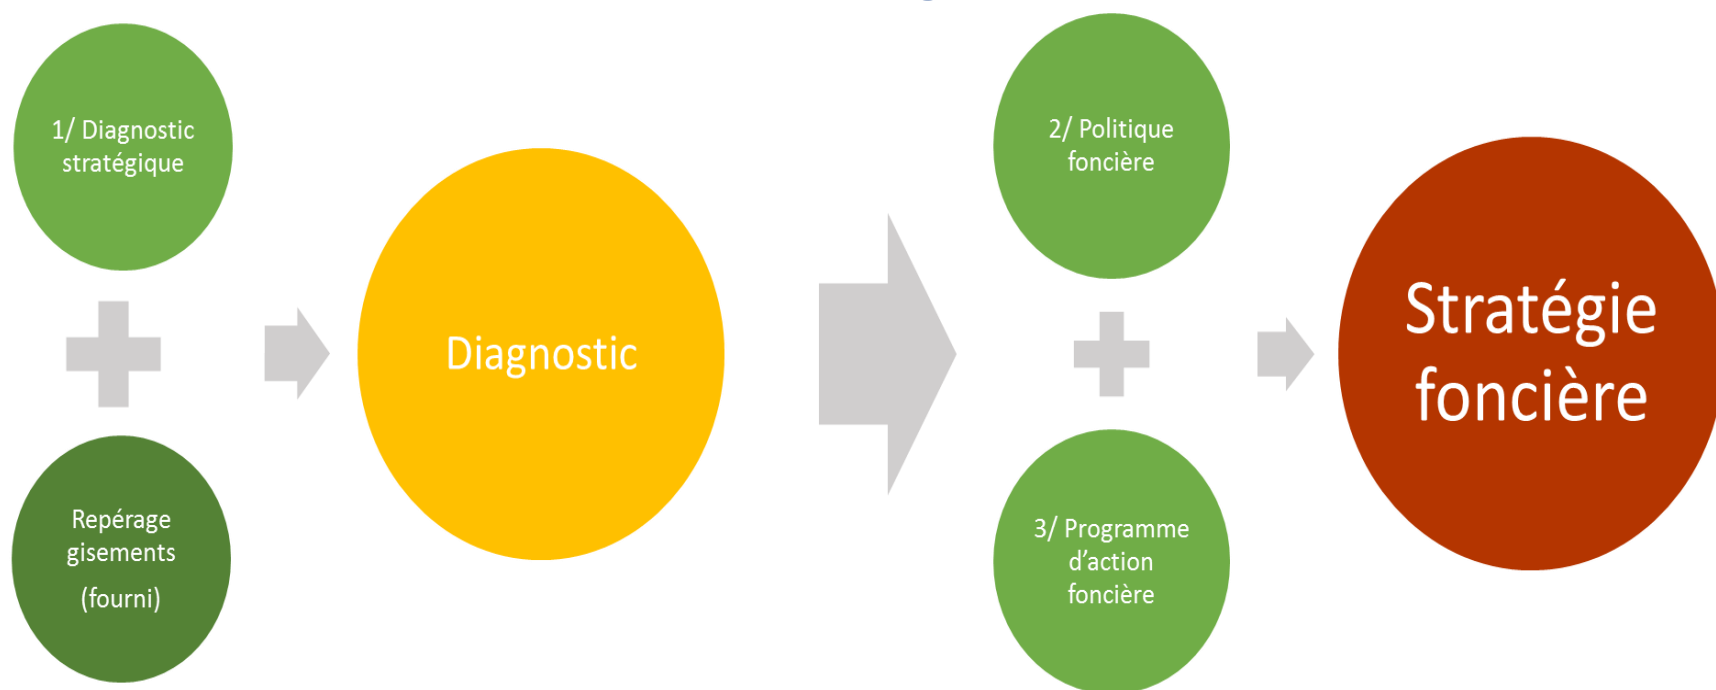 1/ Diagnostic
stratégique
Repérage
gisements
(fourni)
Diagnostic
2/ Politique
foncière
3/ Programme
d’action
foncière
Stratégie
foncière